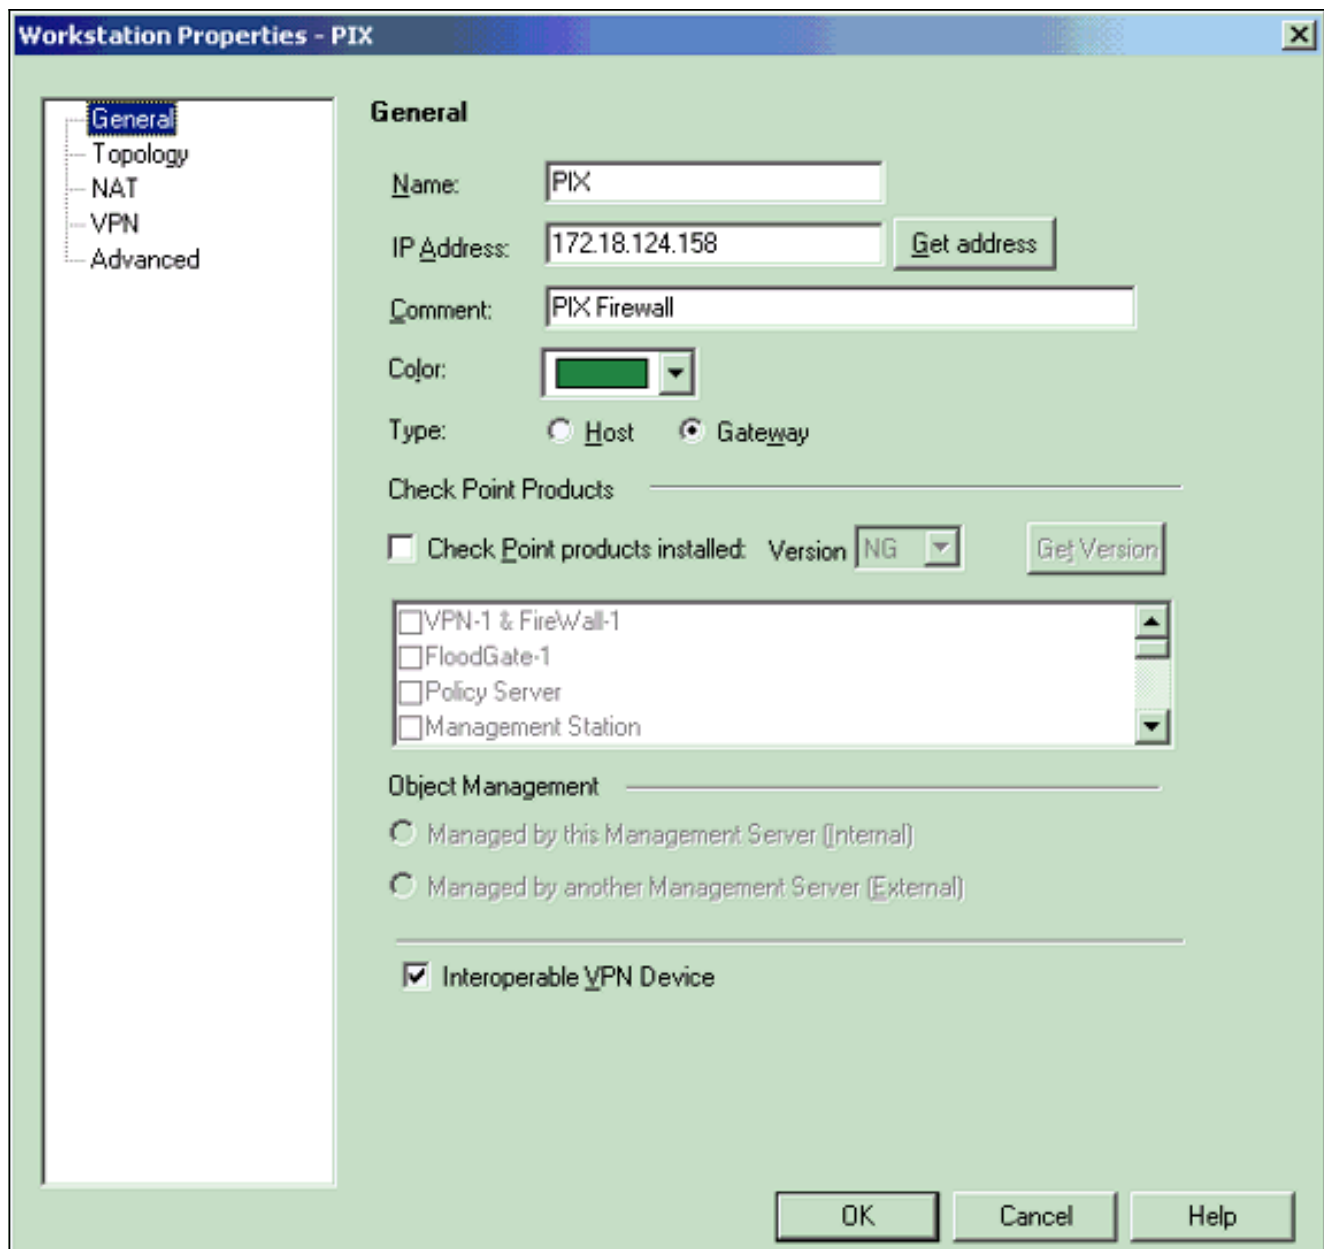 Workstation Properties - PIX
General
Topology
NAT
VPN
Advanced
General
Name: PIX
IP Address: 172.18.124.158 Get address
Comment: PIX Firewall
Color:
Type: Host Gateway
Check Point Products
Check Point products installed: Version NG Get Version
VPN-1 & FireWall-1
FloodGate-1
Policy Server
Management Station
Object Management
Managed by this Management Server (Internal)
Managed by another Management Server (External)
Interoperable VPN Device
OK Cancel Help